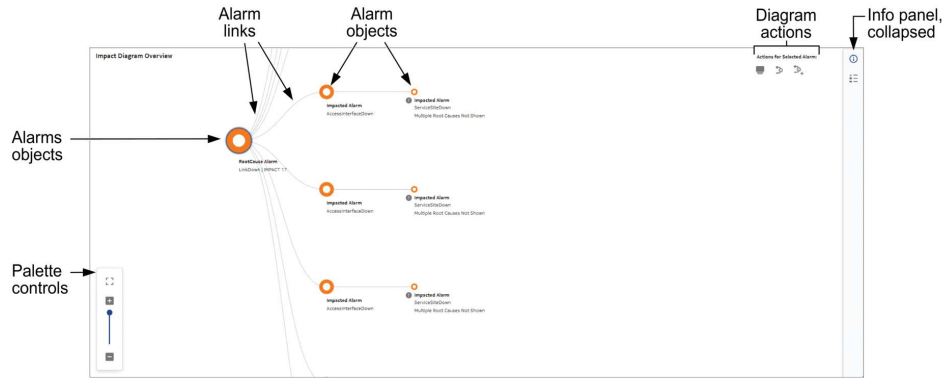 Alarm
links
Alarm
objects
Diagram
actions
Info panel,
collapsed
Impact Diagram Overview
Actions for Selected Alarm:
Impacted Alarm
AccessInterfaceDown
Impacted Alarm
ServiceSiteDown
Multiple Root Causes Not Shown
Alarms
objects
RootCause Alarm
LinkDown | IMPACT 17
Impacted Alarm
AccessInterfaceDown
Impacted Alarm
ServiceSiteDown
Multiple Root Causes Not Shown
Palette
controls
Impacted Alarm
AccessInterfaceDown
Impacted Alarm
ServiceSiteDown
Multiple Root Causes Not Shown